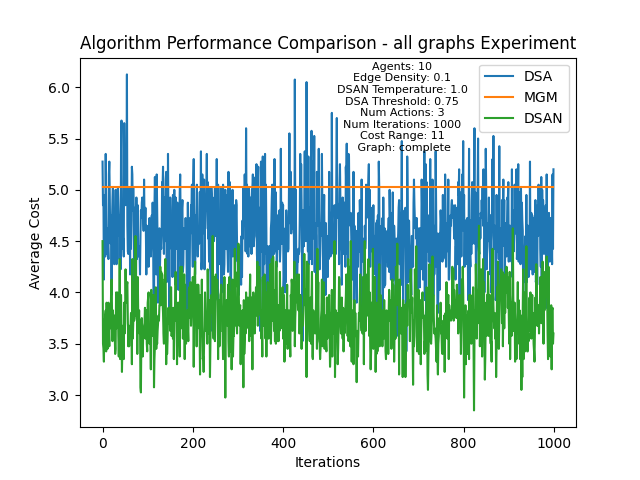 Algorithm Performance Comparison - all graphs Experiment
Agents: 10
Edge Density: 0.1
DSAN Temperature: 1.0
DSA Threshold: 0.75
Num Actions: 3
Num Iterations: 1000
Cost Range: 11
Graph: complete
DSA
MGM
DSAN
Average Cost
6.0
5.5
5.0
4.5
4.0
3.5
3.0
0
200
400
600
800
1000
Iterations